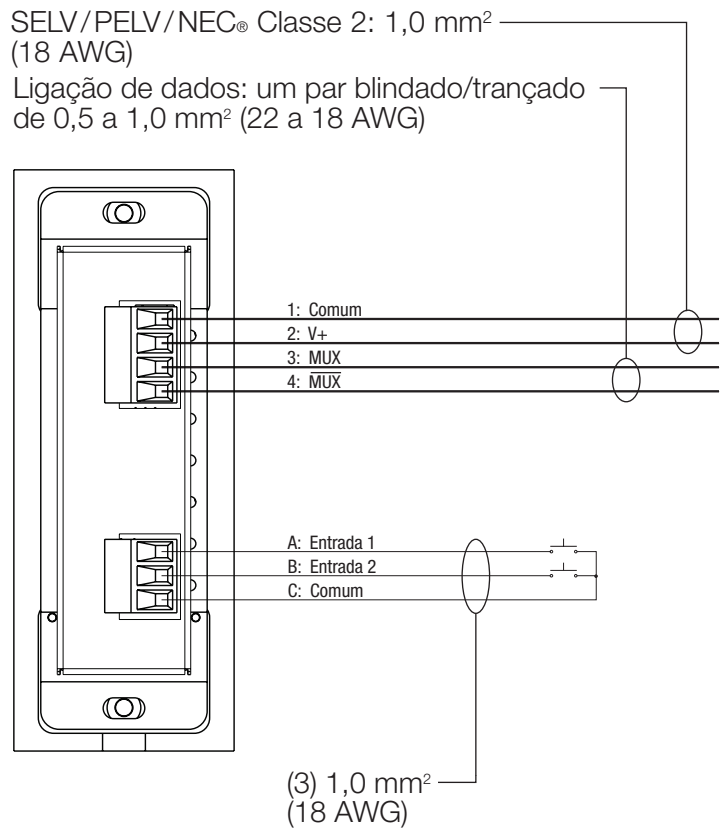 SELV/PELV/NEC® Classe 2: 1,0 mm²
(18 AWG)
Ligação de dados: um par blindado/trançado
de 0,5 a 1,0 mm² (22 a 18 AWG)
1: Comum
2: V+
3: MUX
4: M̅U̅X̅
A: Entrada 1
B: Entrada 2
C: Comum
(3) 1,0 mm²
(18 AWG)